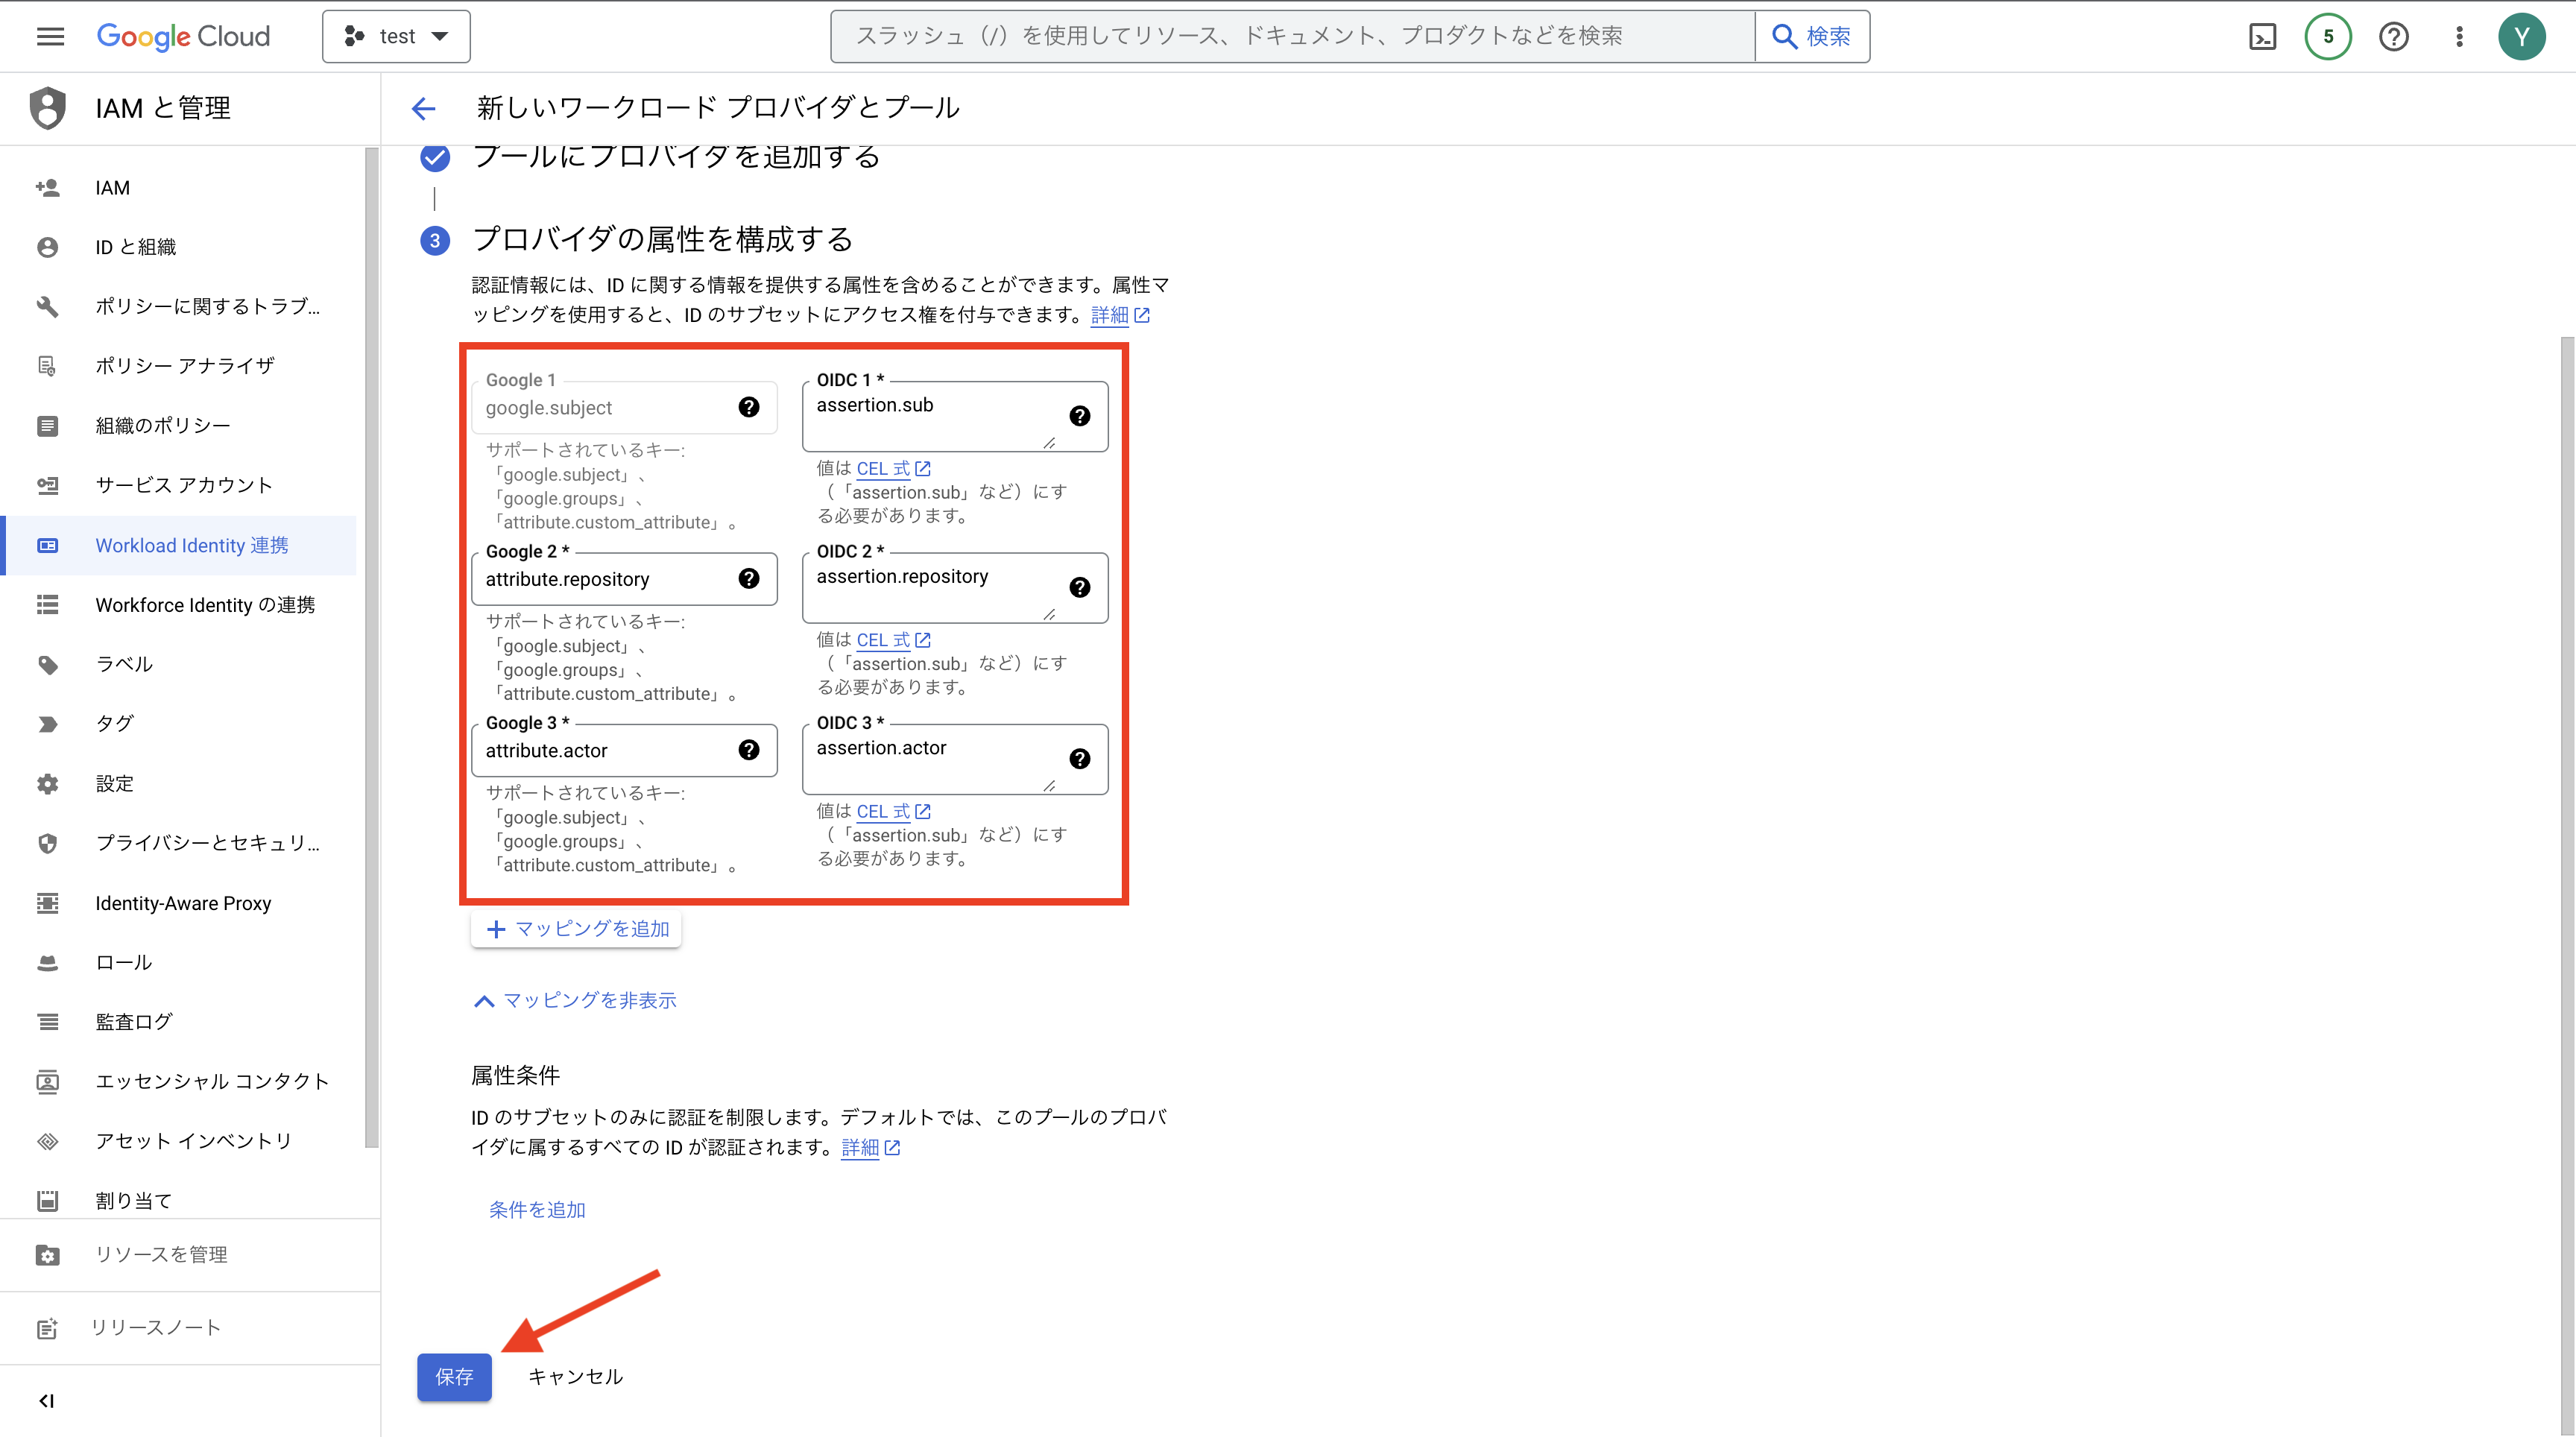 Google Cloud
test
スラッシュ（/）を使用してリソース、ドキュメント、プロダクトなどを検索
検索
5
Y
IAM と管理
IAM
ID と組織
ポリシーに関するトラブ...
ポリシー アナライザ
組織のポリシー
サービス アカウント
Workload Identity 連携
Workforce Identity の連携
ラベル
タグ
設定
プライバシーとセキュリ...
Identity-Aware Proxy
ロール
監査ログ
エッセンシャル コンタクト
アセット インベントリ
割り当て
リソースを管理
リリースノート
新しいワークロード プロバイダとプール
プールにプロバイダを追加する
3
プロバイダの属性を構成する
認証情報には、ID に関する情報を提供する属性を含めることができます。属性マ
ッピングを使用すると、ID のサブセットにアクセス権を付与できます。詳細
Google 1
google.subject
サポートされているキー:
「google.subject」、
「google.groups」、
「attribute.custom_attribute」。
OIDC 1 *
assertion.sub
値は CEL 式
（「assertion.sub」など）にす
る必要があります。
Google 2 *
attribute.repository
サポートされているキー:
「google.subject」、
「google.groups」、
「attribute.custom_attribute」。
OIDC 2 *
assertion.repository
値は CEL 式
（「assertion.sub」など）にす
る必要があります。
Google 3 *
attribute.actor
サポートされているキー:
「google.subject」、
「google.groups」、
「attribute.custom_attribute」。
OIDC 3 *
assertion.actor
値は CEL 式
（「assertion.sub」など）にす
る必要があります。
マッピングを追加
マッピングを非表示
属性条件
ID のサブセットのみに認証を制限します。デフォルトでは、このプールのプロバ
イダに属するすべての ID が認証されます。詳細
条件を追加
保存
キャンセル